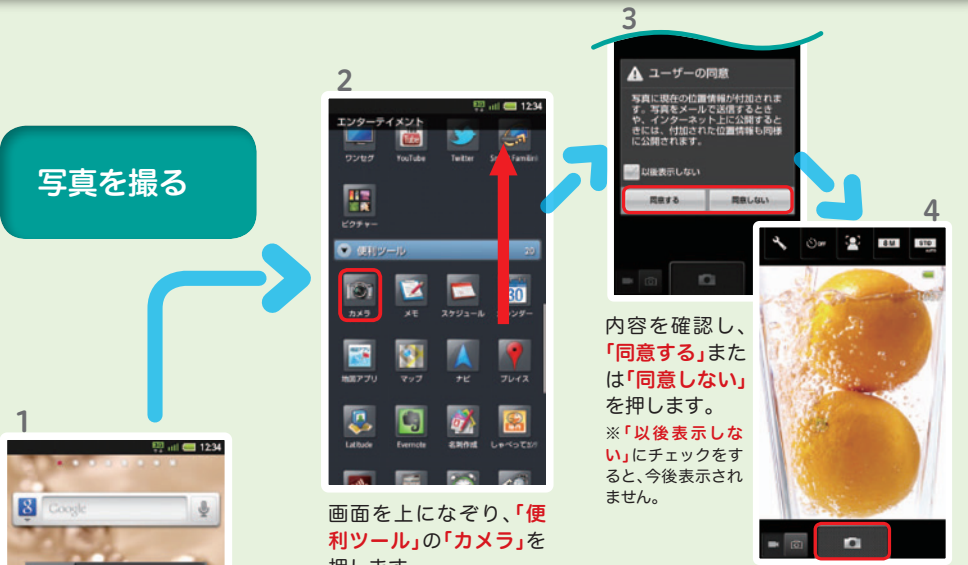 写真を撮る
1
12:34
Google
2
12:34
エンターテイメント
ワンセグ
YouTube
Twitter
ピクチャー
便利ツール
20
カメラ
メモ
スケジュール
地図アプリ
マップ
ナビ
プレイス
Latitude
Evernote
名刺作成
画面を上になぞり、「便
利ツール」の「カメラ」を
押します。
3
ユーザーの同意
写真に現在の位置情報が付加されま
す。写真をメールで送信するとき
や、インターネット上に公開すると
きには、付加された位置情報も同様
に公開されます。
以後表示しない
同意する
同意しない
内容を確認し、
「同意する」また
は「同意しない」
を押します。
※「以後表示しな
い」にチェックをす
ると、今後表示され
ません。
4
OFF
8M
STD
AUTO